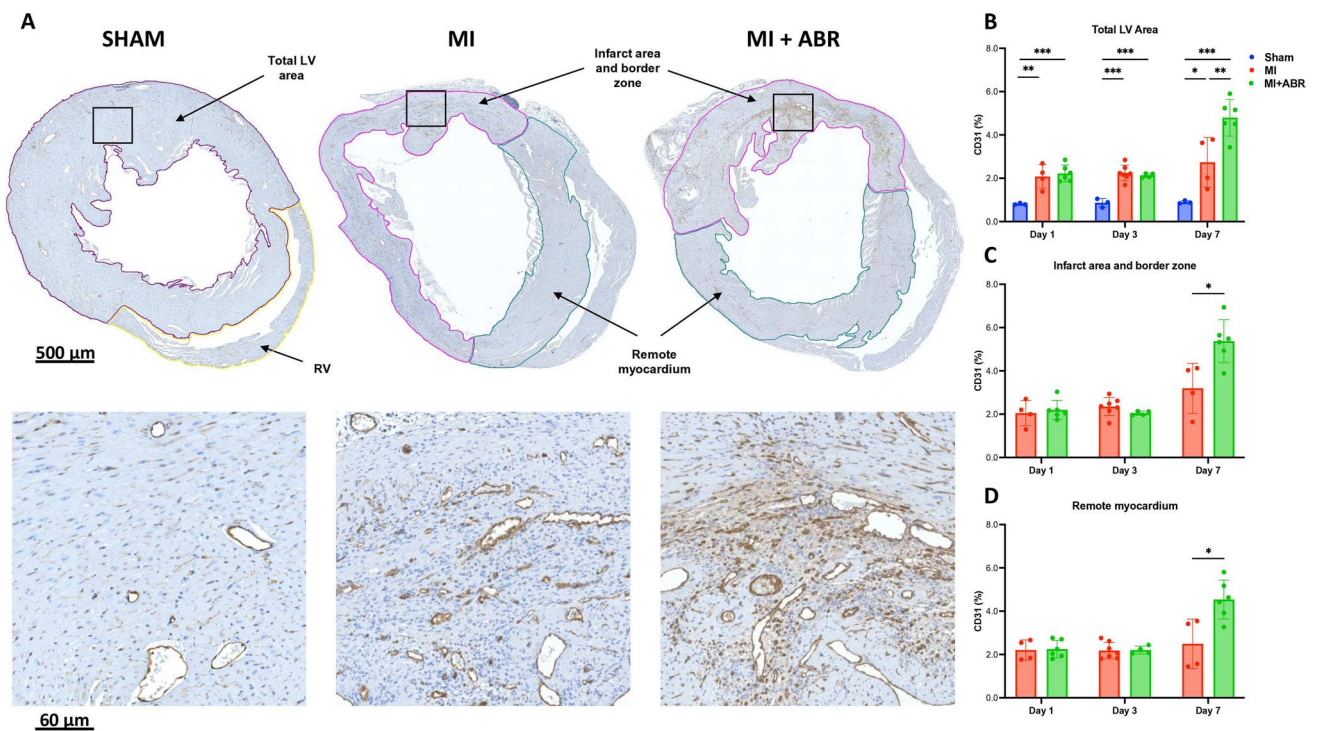 A
SHAM
MI
MI + ABR
Total LV
area
Infarct area
and border
zone
500 µm
RV
Remote
myocardium
60 µm
B
Total LV Area
8.0
6.0
4.0
2.0
0.0
CD31 (%)
***
**
***
***
***
*
**
Day 1
Day 3
Day 7
Sham
MI
MI+ABR
C
Infarct area and border zone
8.0
6.0
4.0
2.0
0.0
CD31 (%)
*
Day 1
Day 3
Day 7
D
Remote myocardium
8.0
6.0
4.0
2.0
0.0
CD31 (%)
*
Day 1
Day 3
Day 7